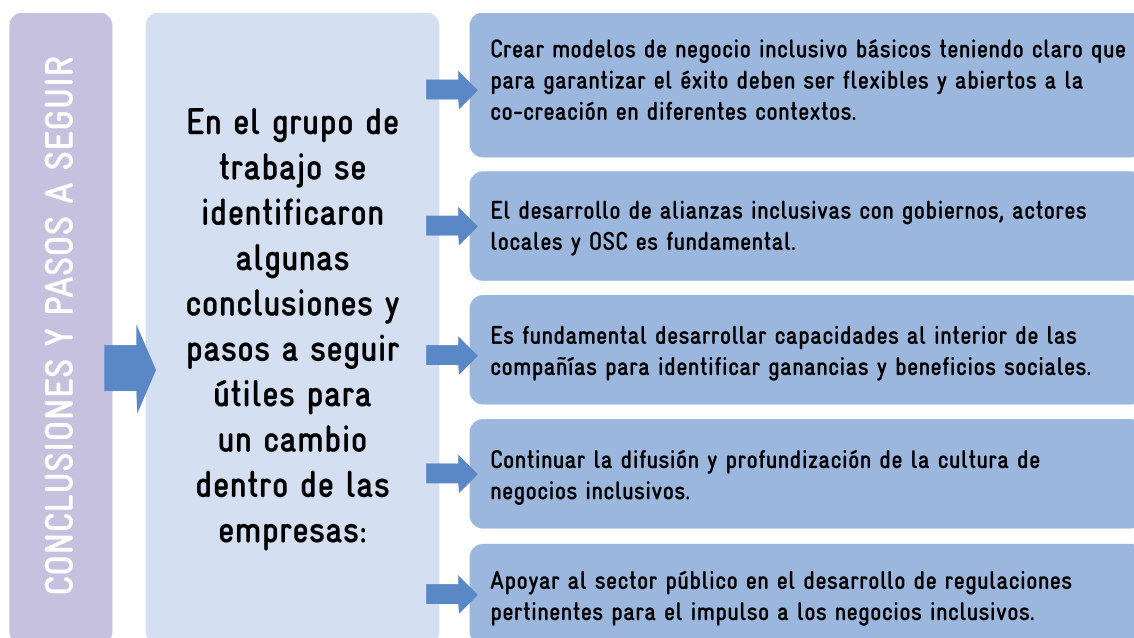 CONCLUSIONES Y PASOS A SEGUIR
En el grupo de
trabajo se
identificaron
algunas
conclusiones y
pasos a seguir
útiles para
un cambio
dentro de las
empresas:
Crear modelos de negocio inclusivo básicos teniendo claro que
para garantizar el éxito deben ser flexibles y abiertos a la
co-creación en diferentes contextos.
El desarrollo de alianzas inclusivas con gobiernos, actores
locales y OSC es fundamental.
Es fundamental desarrollar capacidades al interior de las
compañías para identificar ganancias y beneficios sociales.
Continuar la difusión y profundización de la cultura de
negocios inclusivos.
Apoyar al sector público en el desarrollo de regulaciones
pertinentes para el impulso a los negocios inclusivos.